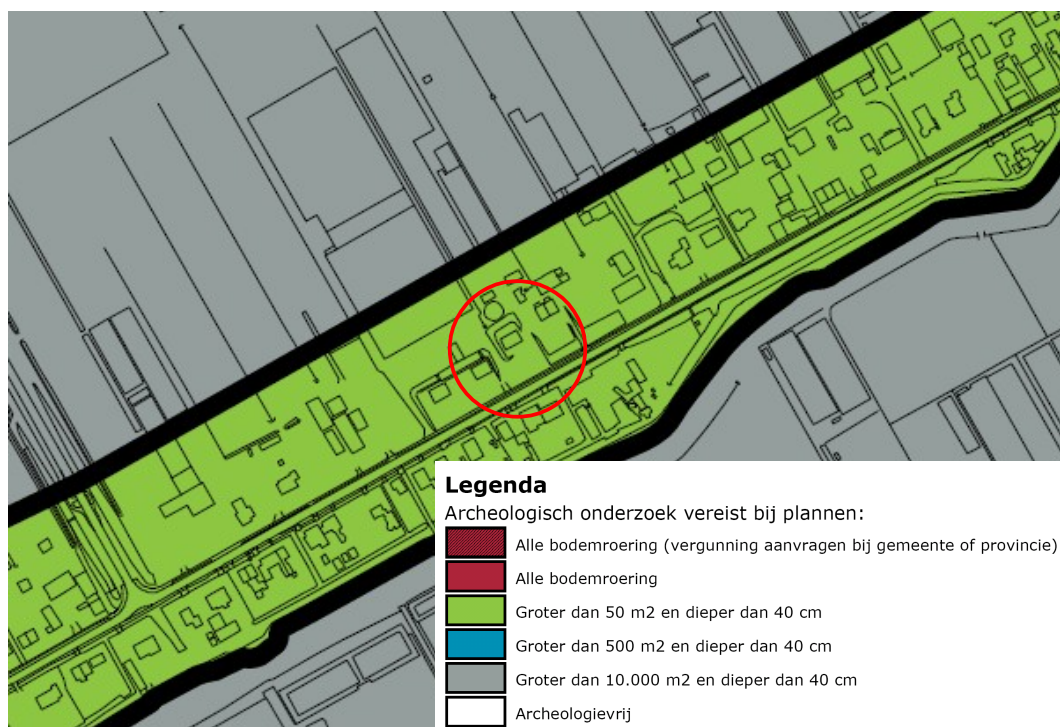 Legenda
Archeologisch onderzoek vereist bij plannen:
Alle bodemroering (vergunning aanvragen bij gemeente of provincie)
Alle bodemroering
Groter dan 50 m2 en dieper dan 40 cm
Groter dan 500 m2 en dieper dan 40 cm
Groter dan 10.000 m2 en dieper dan 40 cm
Archeologievrij